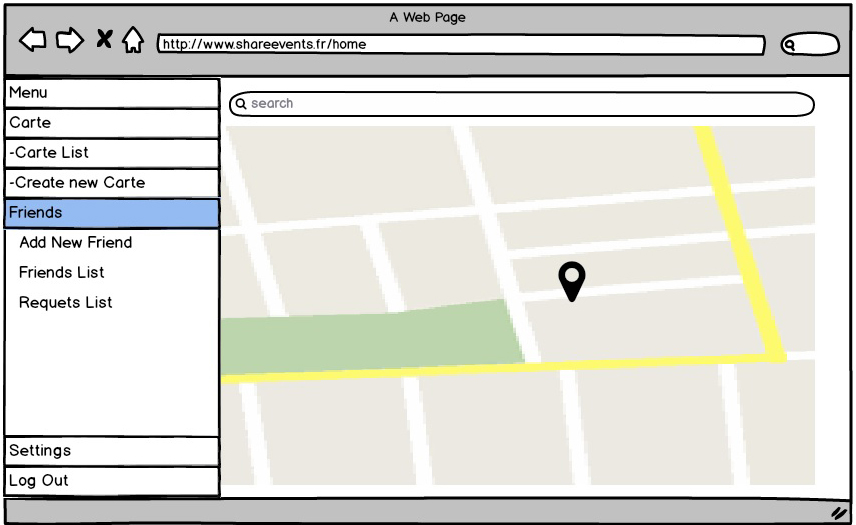 A Web Page
http://www.shareevents.fr/home
Menu
search
Carte
-Carte List
-Create new Carte
Friends
Add New Friend
Friends List
Requets List
Settings
Log Out